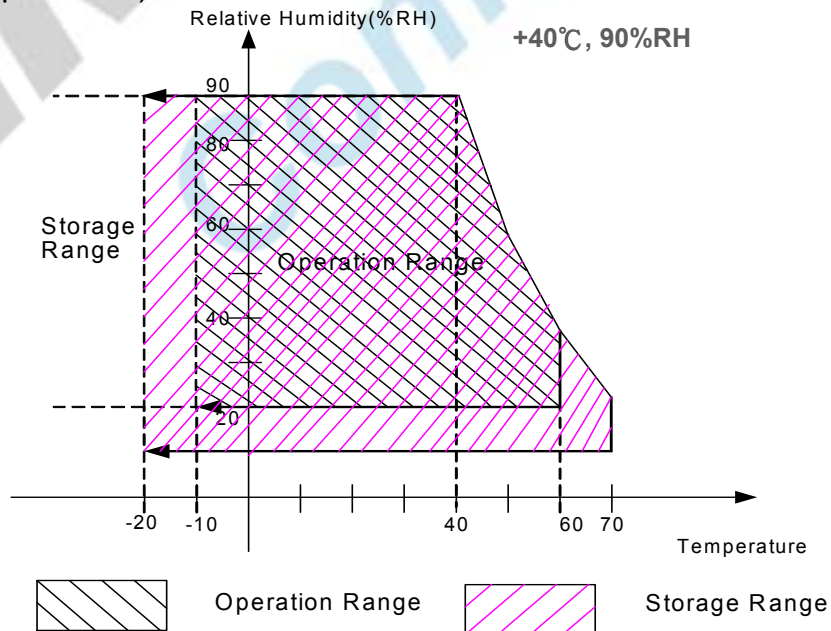 Relative Humidity(%RH)
+40℃, 90%RH
90
80
Storage
Range
60
Operation Range
40
20
-20 -10 40 60 70
Temperature
Operation Range Storage Range